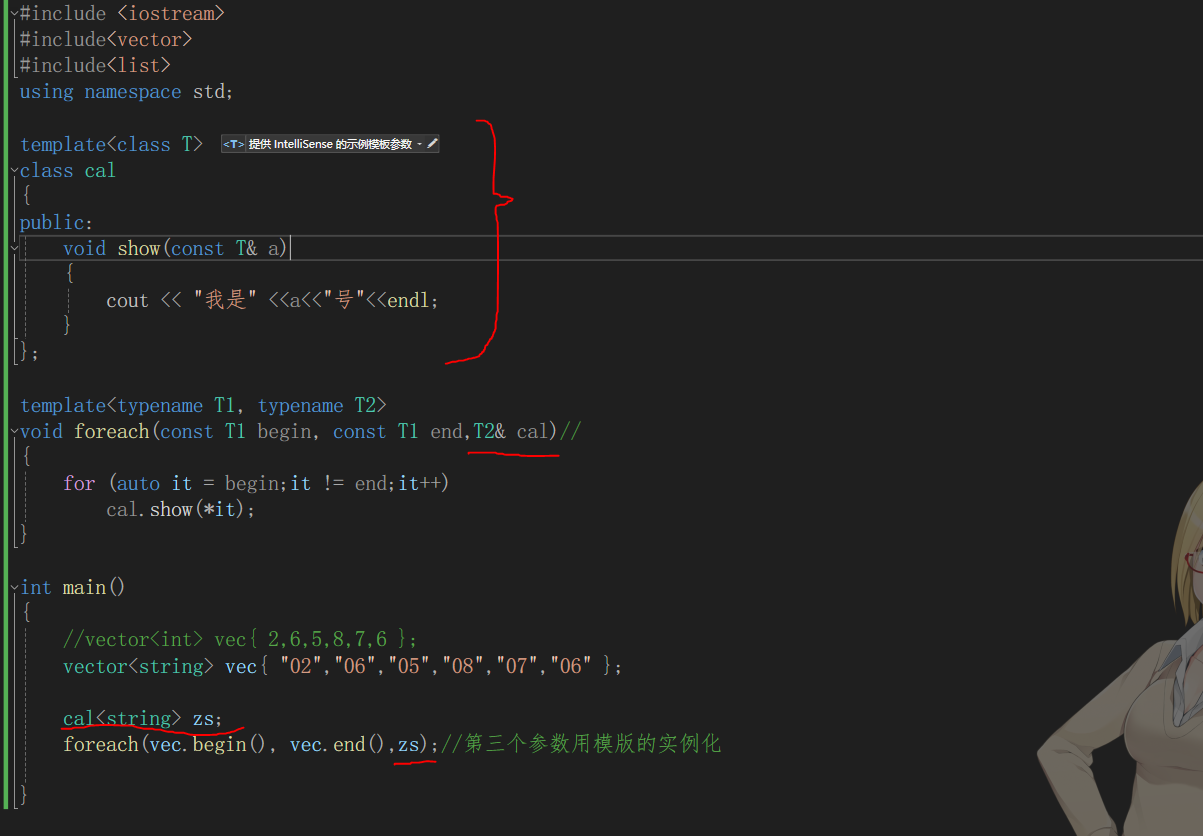 #include <iostream>
#include<vector>
#include<list>
using namespace std;
template<class T> <T> 提供 IntelliSense 的示例模板参数
class cal
{
public:
void show(const T& a)
{
cout << "我是" <<a<<"号"<<endl;
}
};
template<typename T1, typename T2>
void foreach(const T1 begin, const T1 end,T2& cal)//
{
for (auto it = begin;it != end;it++)
cal.show(*it);
}
int main()
{
//vector<int> vec{ 2,6,5,8,7,6 };
vector<string> vec{ "02","06","05","08","07","06" };
cal<string> zs;
foreach(vec.begin(), vec.end(),zs);//第三个参数用模版的实例化
}